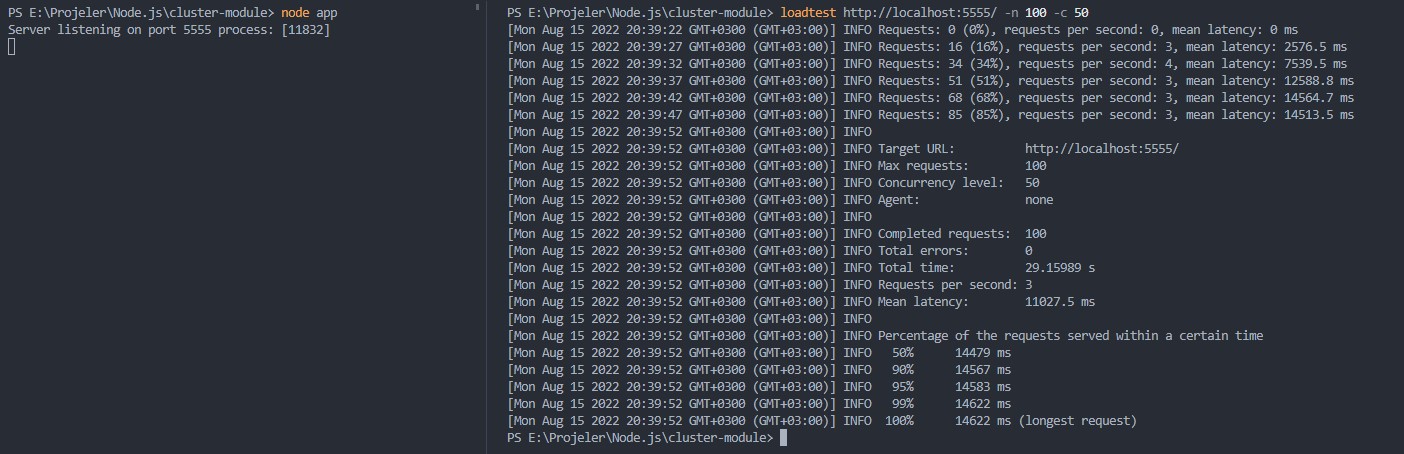 PS E:\Projeler\Node.js\cluster-module> node app
Server listening on port 5555 process: [11832]
PS E:\Projeler\Node.js\cluster-module> loadtest http://localhost:5555/ -n 100 -c 50
[Mon Aug 15 2022 20:39:22 GMT+0300 (GMT+03:00)] INFO Requests: 0 (0%), requests per second: 0, mean latency: 0 ms
[Mon Aug 15 2022 20:39:27 GMT+0300 (GMT+03:00)] INFO Requests: 16 (16%), requests per second: 3, mean latency: 2576.5 ms
[Mon Aug 15 2022 20:39:32 GMT+0300 (GMT+03:00)] INFO Requests: 34 (34%), requests per second: 4, mean latency: 7539.5 ms
[Mon Aug 15 2022 20:39:37 GMT+0300 (GMT+03:00)] INFO Requests: 51 (51%), requests per second: 3, mean latency: 12588.8 ms
[Mon Aug 15 2022 20:39:42 GMT+0300 (GMT+03:00)] INFO Requests: 68 (68%), requests per second: 3, mean latency: 14564.7 ms
[Mon Aug 15 2022 20:39:47 GMT+0300 (GMT+03:00)] INFO Requests: 85 (85%), requests per second: 3, mean latency: 14513.5 ms
[Mon Aug 15 2022 20:39:52 GMT+0300 (GMT+03:00)] INFO
[Mon Aug 15 2022 20:39:52 GMT+0300 (GMT+03:00)] INFO Target URL: http://localhost:5555/
[Mon Aug 15 2022 20:39:52 GMT+0300 (GMT+03:00)] INFO Max requests: 100
[Mon Aug 15 2022 20:39:52 GMT+0300 (GMT+03:00)] INFO Concurrency level: 50
[Mon Aug 15 2022 20:39:52 GMT+0300 (GMT+03:00)] INFO Agent: none
[Mon Aug 15 2022 20:39:52 GMT+0300 (GMT+03:00)] INFO
[Mon Aug 15 2022 20:39:52 GMT+0300 (GMT+03:00)] INFO Completed requests: 100
[Mon Aug 15 2022 20:39:52 GMT+0300 (GMT+03:00)] INFO Total errors: 0
[Mon Aug 15 2022 20:39:52 GMT+0300 (GMT+03:00)] INFO Total time: 29.15989 s
[Mon Aug 15 2022 20:39:52 GMT+0300 (GMT+03:00)] INFO Requests per second: 3
[Mon Aug 15 2022 20:39:52 GMT+0300 (GMT+03:00)] INFO Mean latency: 11027.5 ms
[Mon Aug 15 2022 20:39:52 GMT+0300 (GMT+03:00)] INFO
[Mon Aug 15 2022 20:39:52 GMT+0300 (GMT+03:00)] INFO Percentage of the requests served within a certain time
[Mon Aug 15 2022 20:39:52 GMT+0300 (GMT+03:00)] INFO 50% 14479 ms
[Mon Aug 15 2022 20:39:52 GMT+0300 (GMT+03:00)] INFO 90% 14567 ms
[Mon Aug 15 2022 20:39:52 GMT+0300 (GMT+03:00)] INFO 95% 14583 ms
[Mon Aug 15 2022 20:39:52 GMT+0300 (GMT+03:00)] INFO 99% 14622 ms
[Mon Aug 15 2022 20:39:52 GMT+0300 (GMT+03:00)] INFO 100% 14622 ms (longest request)
PS E:\Projeler\Node.js\cluster-module>